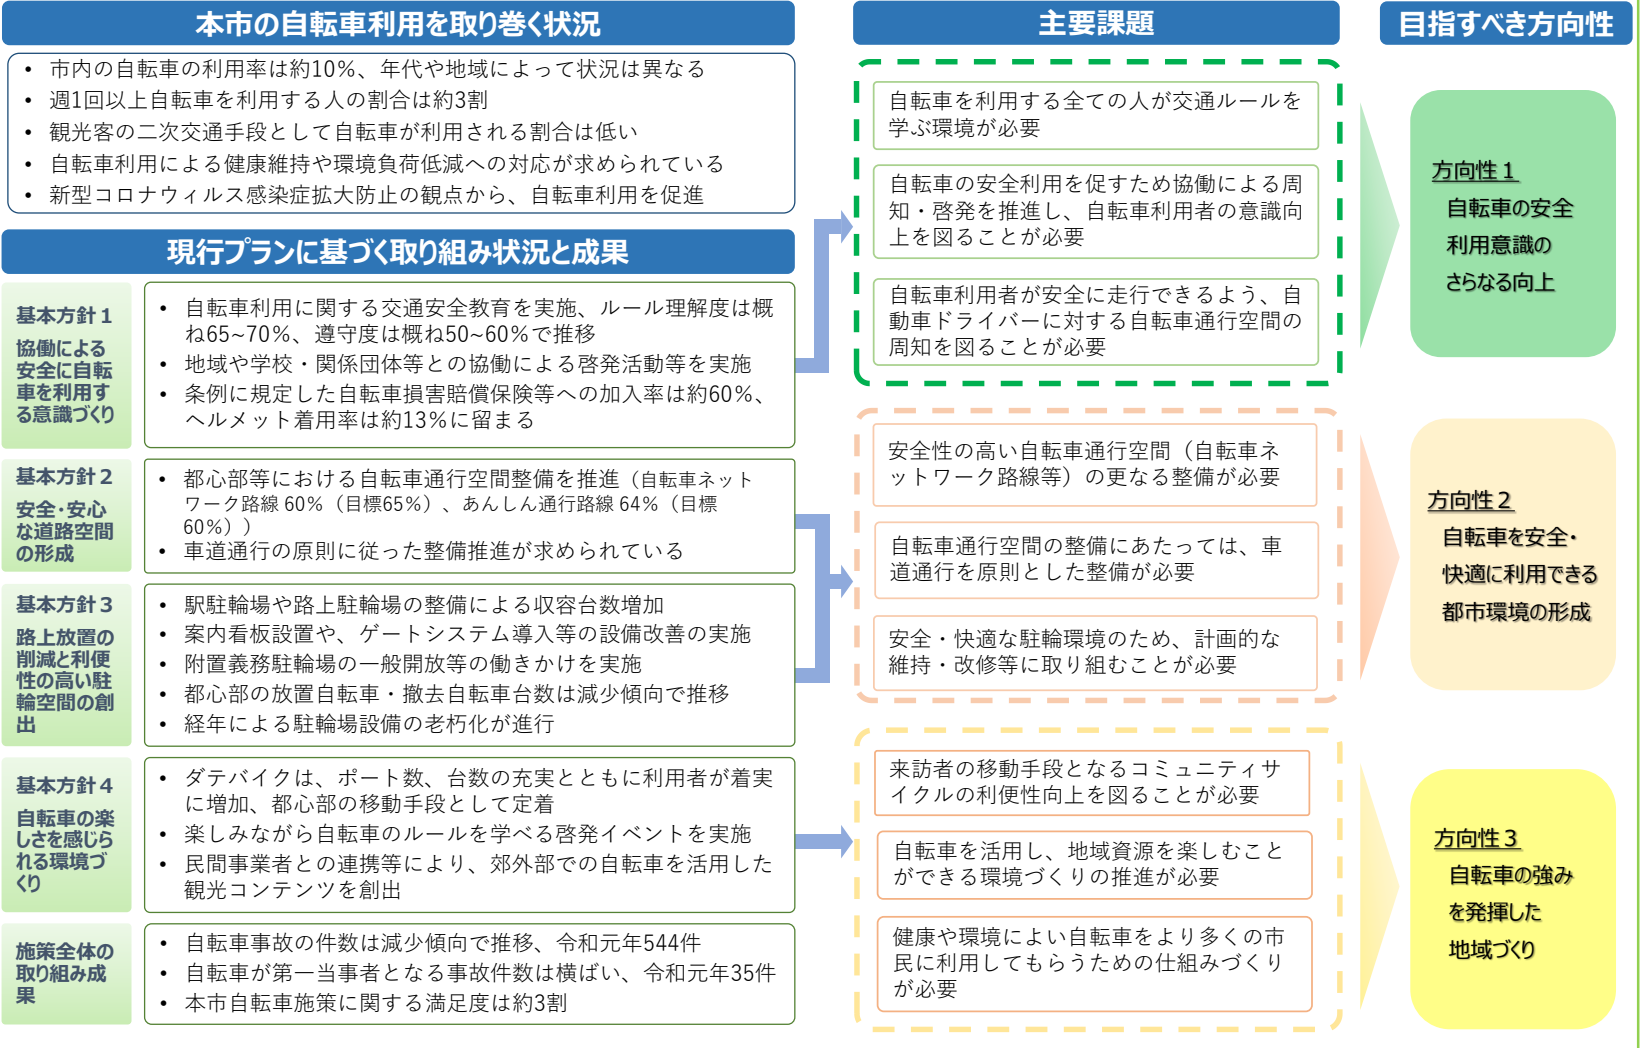 本市の自転車利用を取り巻く状況
• 市内の自転車の利用率は約10%、年代や地域によって状況は異なる
• 週1回以上自転車を利用する人の割合は約3割
• 観光客の二次交通手段として自転車が利用される割合は低い
• 自転車利用による健康維持や環境負荷低減への対応が求められている
• 新型コロナウィルス感染症拡大防止の観点から、自転車利用を促進
現行プランに基づく取り組み状況と成果
基本方針1
協働による
安全に自転
車を利用す
る意識づくり
• 自転車利用に関する交通安全教育を実施、ルール理解度は概
ね65~70%、遵守度は概ね50~60%で推移
• 地域や学校・関係団体等との協働による啓発活動等を実施
• 条例に規定した自転車損害賠償保険等への加入率は約60%、
ヘルメット着用率は約13%に留まる
基本方針2
安全・安心
な道路空間
の形成
• 都心部等における自転車通行空間整備を推進（自転車ネット
ワーク路線 60%（目標65%）、あんしん通行路線 64%（目標
60%））
• 車道通行の原則に従った整備推進が求められている
基本方針3
路上放置の
削減と利便
性の高い駐
輪空間の創
出
• 駅駐輪場や路上駐輪場の整備による収容台数増加
• 案内看板設置や、ゲートシステム導入等の設備改善の実施
• 附置義務駐輪場の一般開放等の働きかけを実施
• 都心部の放置自転車・撤去自転車台数は減少傾向で推移
• 経年による駐輪場設備の老朽化が進行
基本方針4
自転車の楽
しさを感じら
れる環境づ
くり
• ダテバイクは、ポート数、台数の充実とともに利用者が着実
に増加、都心部の移動手段として定着
• 楽しみながら自転車のルールを学べる啓発イベントを実施
• 民間事業者との連携等により、郊外部での自転車を活用した
観光コンテンツを創出
施策全体の
取り組み成
果
• 自転車事故の件数は減少傾向で推移、令和元年544件
• 自転車が第一当事者となる事故件数は横ばい、令和元年35件
• 本市自転車施策に関する満足度は約3割
主要課題
自転車を利用する全ての人が交通ルールを
学ぶ環境が必要
自転車の安全利用を促すため協働による周
知・啓発を推進し、自転車利用者の意識向
上を図ることが必要
自転車利用者が安全に走行できるよう、自
動車ドライバーに対する自転車通行空間の
周知を図ることが必要
安全性の高い自転車通行空間（自転車ネ
ットワーク路線等）の更なる整備が必要
自転車通行空間の整備にあたっては、車
道通行を原則とした整備が必要
安全・快適な駐輪環境のため、計画的な
維持・改修等に取り組むことが必要
来訪者の移動手段となるコミュニティサ
イクルの利便性向上を図ることが必要
自転車を活用し、地域資源を楽しむこと
ができる環境づくりの推進が必要
健康や環境によい自転車をより多くの市
民に利用してもらうための仕組みづくり
が必要
目指すべき方向性
方向性1
自転車の安全
利用意識の
さらなる向上
方向性2
自転車を安全・
快適に利用できる
都市環境の形成
方向性3
自転車の強み
を発揮した
地域づくり